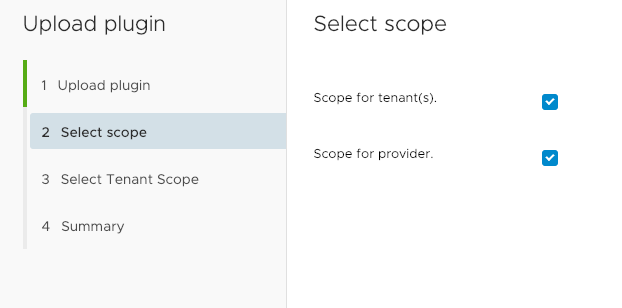 Upload plugin
1 Upload plugin
2 Select scope
3 Select Tenant Scope
4 Summary
Select scope
Scope for tenant(s).
Scope for provider.